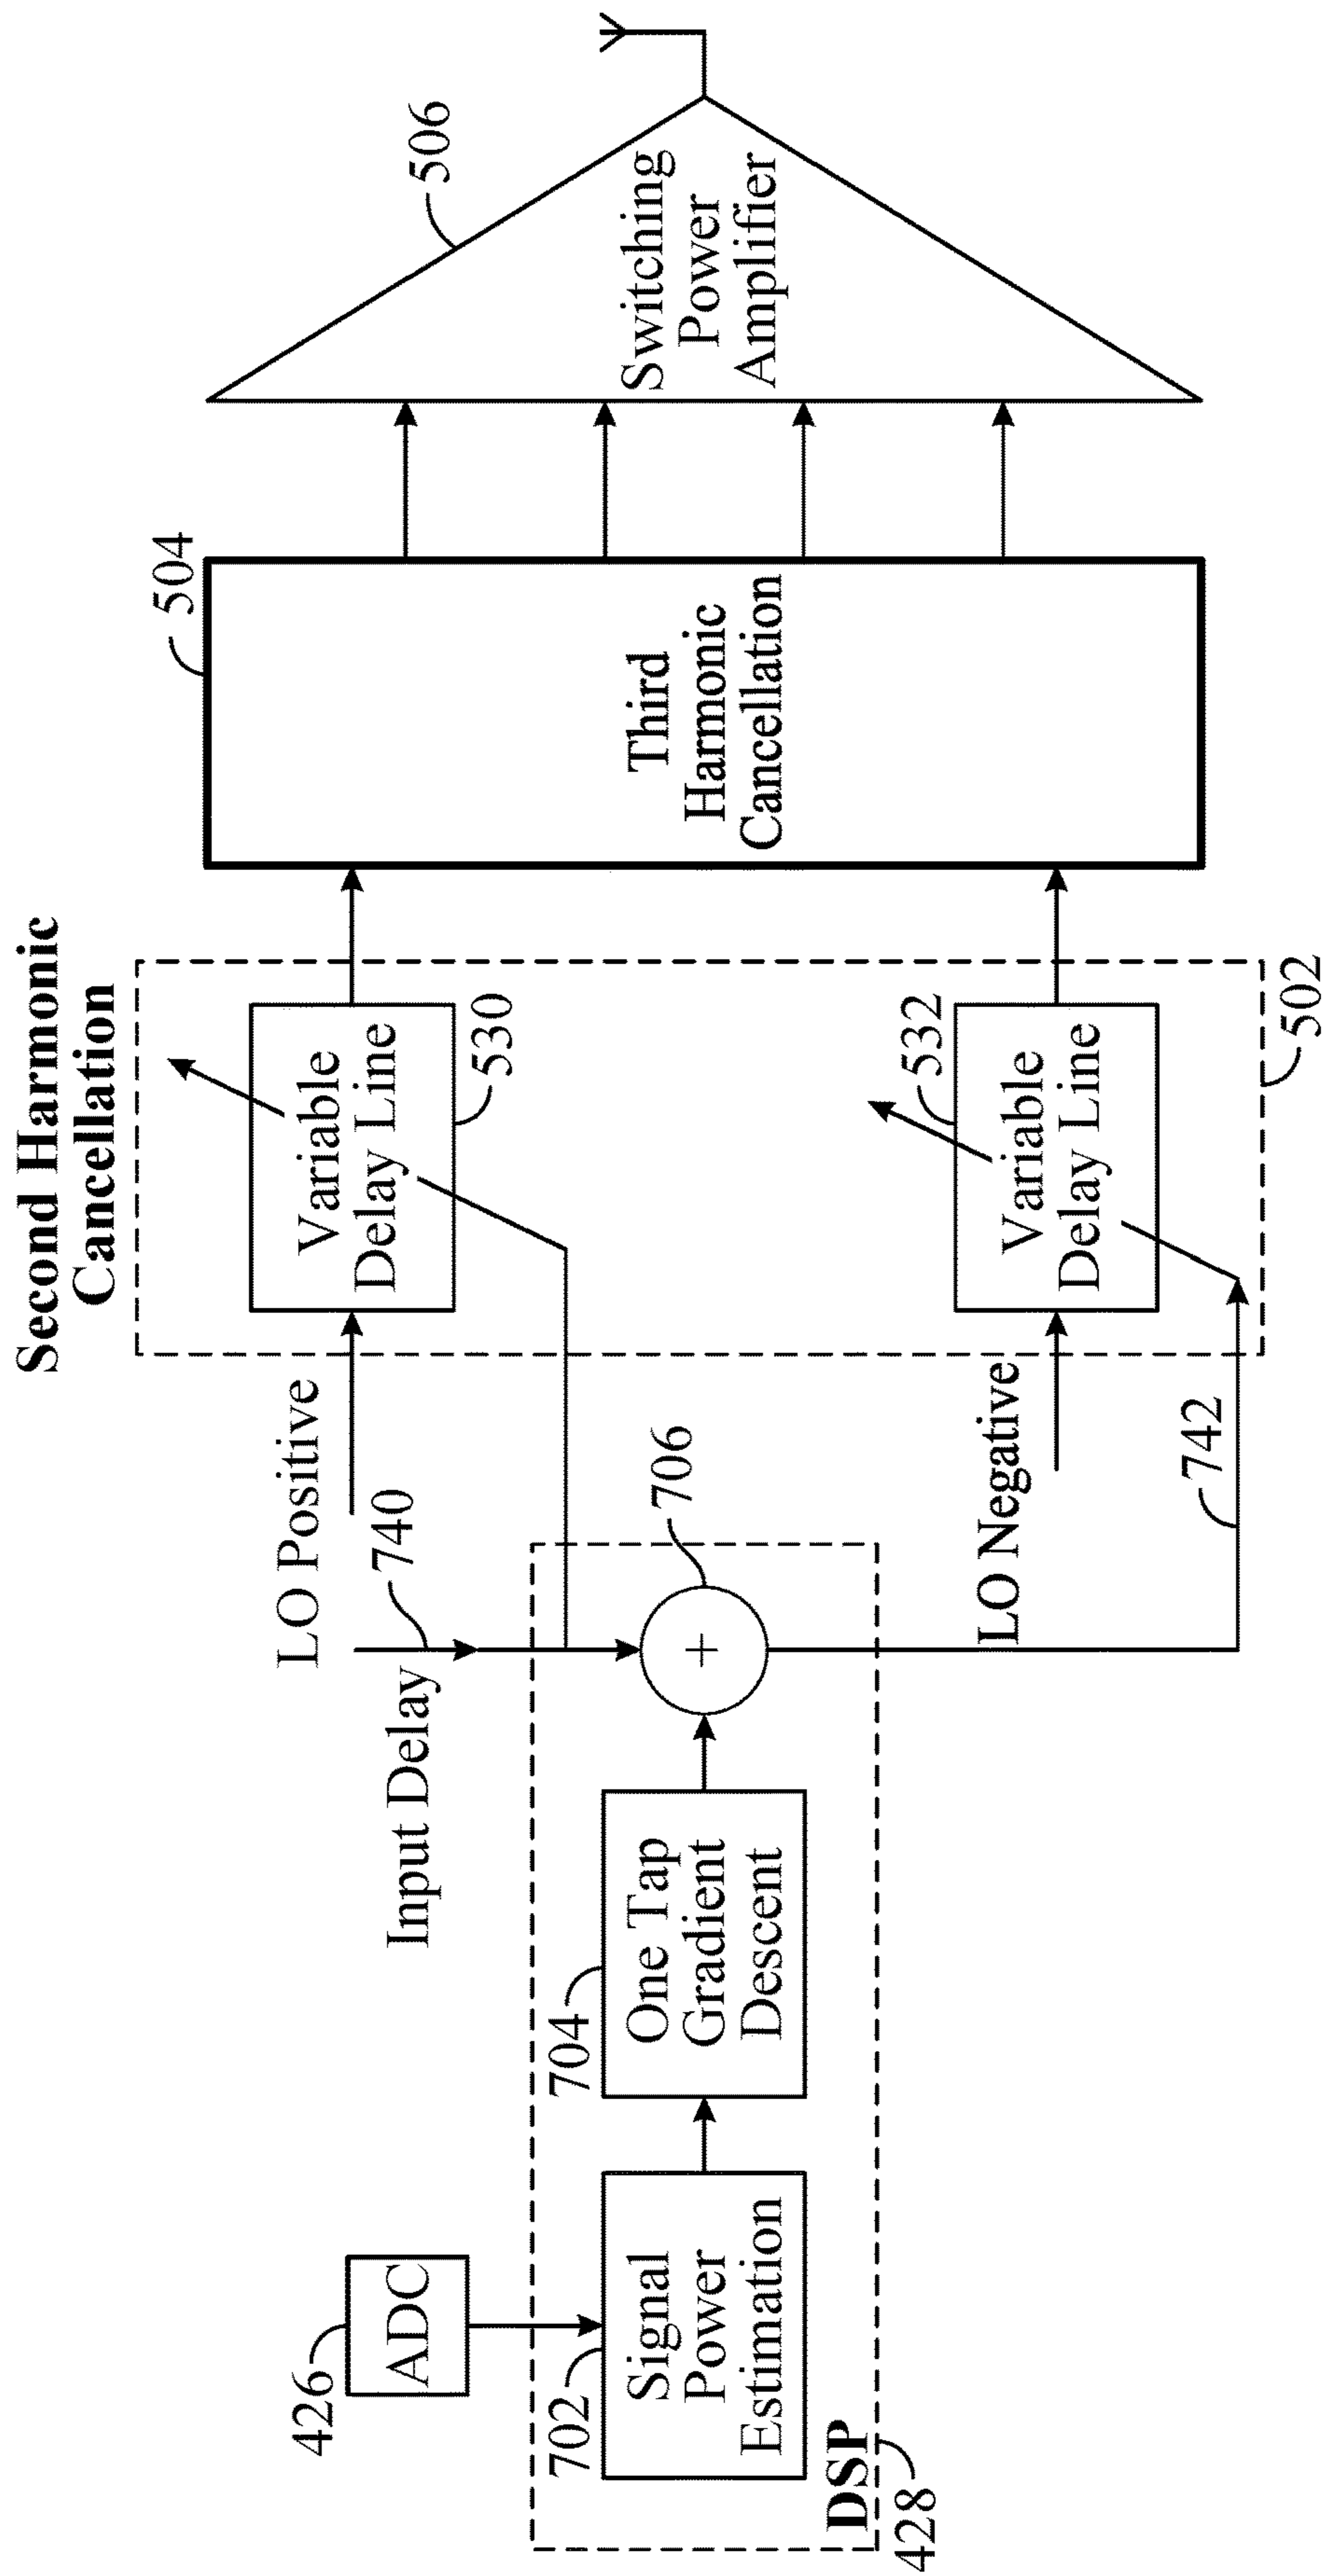 Second Harmonic
Cancellation
LO Positive
740
Input Delay
Variable
Delay Line
530
504
506
426
ADC
702
Signal
Power
Estimation
704
One Tap
Gradient
Descent
706
+
DSP
428
LO Negative
742
532
Variable
Delay Line
502
Third
Harmonic
Cancellation
Switching
Power
Amplifier